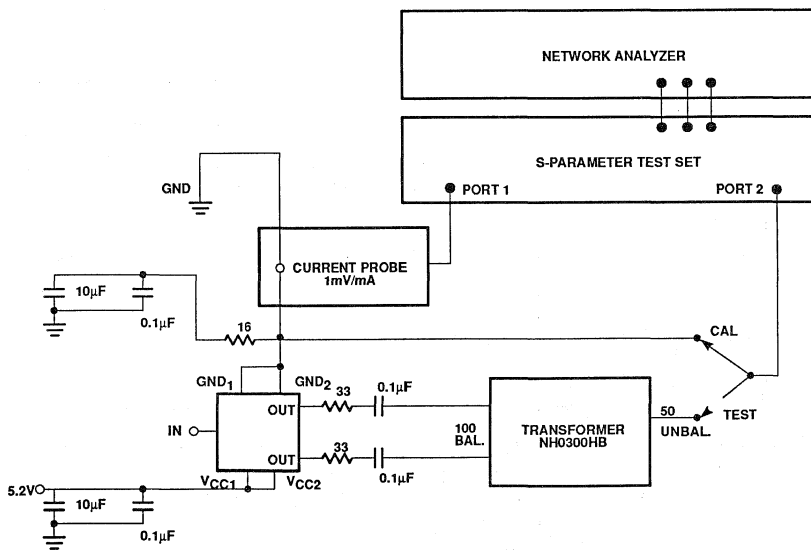 NETWORK ANALYZER
S-PARAMETER TEST SET
PORT 1
PORT 2
GND
CURRENT PROBE
1mV/mA
10µF
0.1µF
16
CAL
GND1
GND2
33
0.1µF
OUT
IN
OUT
33
0.1µF
100
BAL.
TRANSFORMER
NH0300HB
50
UNBAL.
TEST
VCC1
VCC2
5.2V
10µF
0.1µF